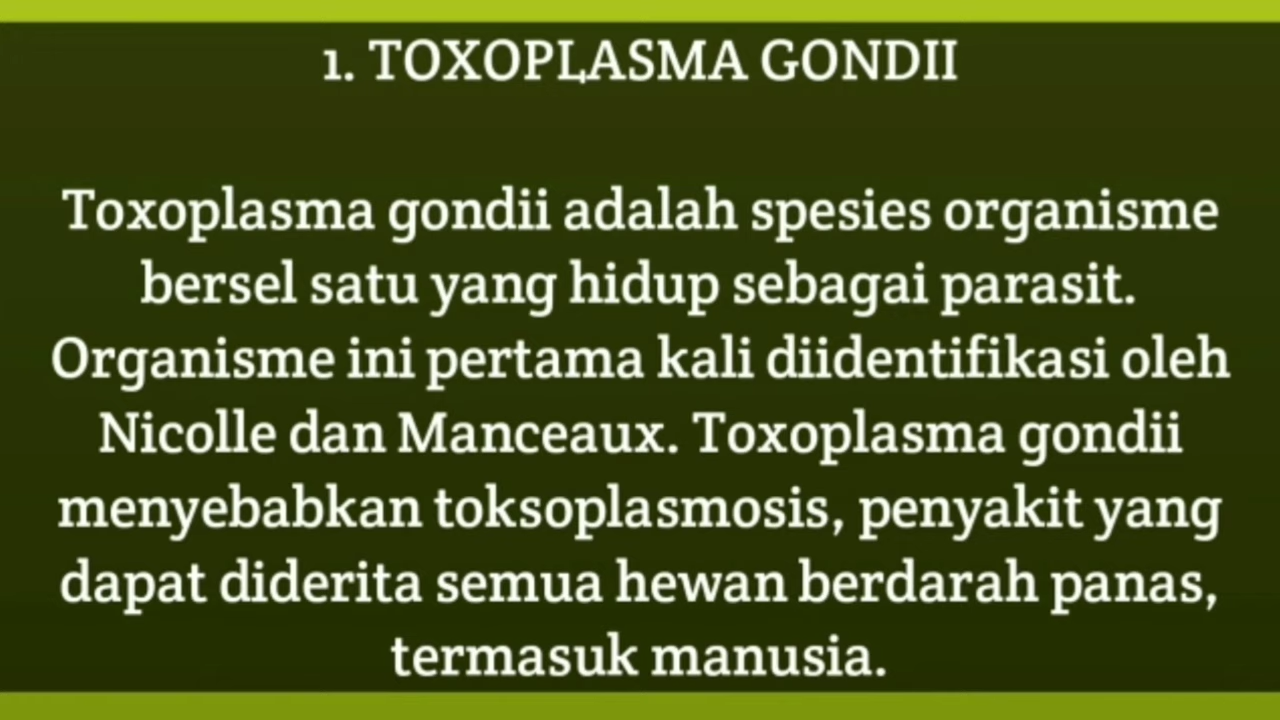 1. TOXOPLASMA GONDII
Toxoplasma gondii adalah spesies organisme
bersel satu yang hidup sebagai parasit.
Organisme ini pertama kali diidentifikasi oleh
Nicolle dan Manceaux. Toxoplasma gondii
menyebabkan toksoplasmosis, penyakit yang
dapat diderita semua hewan berdarah panas,
termasuk manusia.